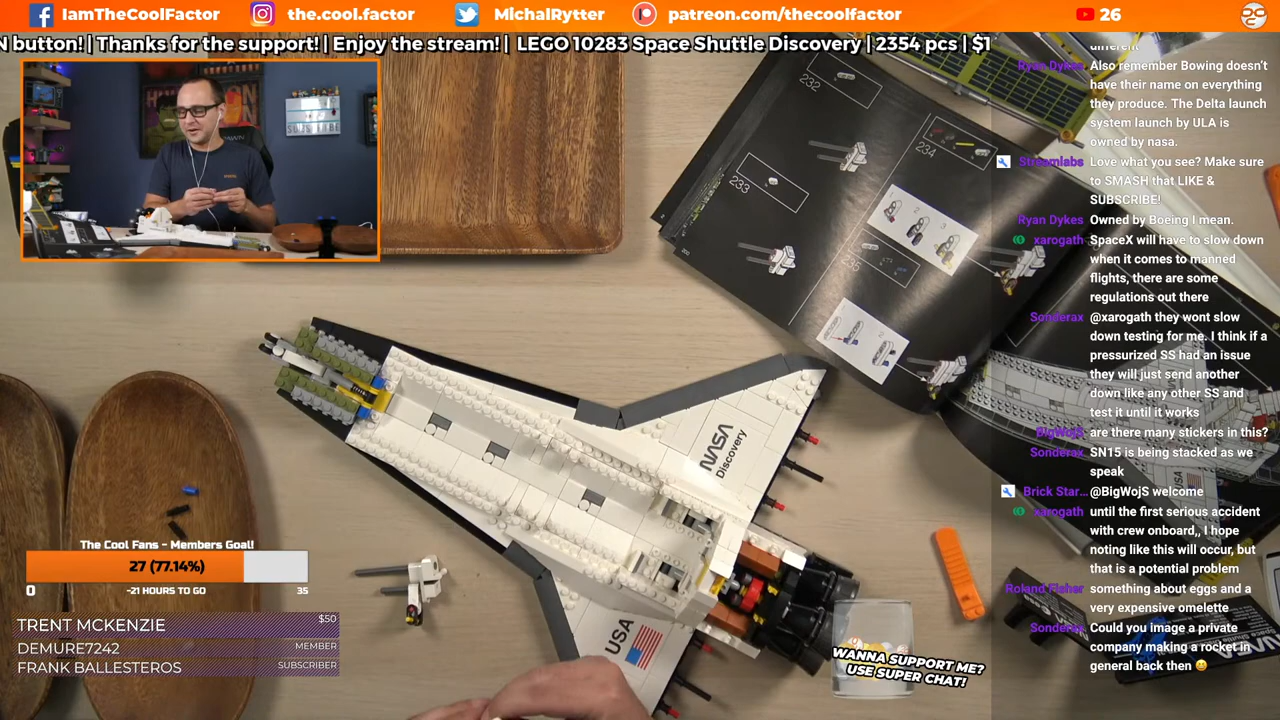 IamTheCoolFactor
the.cool.factor
MichalRytter
patreon.com/thecoolfactor
26
N button! | Thanks for the support! | Enjoy the stream! | LEGO 10283 Space Shuttle Discovery | 2354 pcs | $1
SUBSCRIBE
232
233
234
235
NASA
Discovery
USA
The Cool Fans - Members Goal!
27 (77.14%)
0
~21 HOURS TO GO
35
TRENT MCKENZIE
$50
DEMURE7242
MEMBER
FRANK BALLESTEROS
SUBSCRIBER
WANNA SUPPORT ME?
USE SUPER CHAT!
different
Ryan Dykes Also remember Bowing doesn't
have their name on everything
they produce. The Delta launch
system launch by ULA is
owned by nasa.
Streamlabs Love what you see? Make sure
to SMASH that LIKE &
SUBSCRIBE!
Ryan Dykes Owned by Boeing I mean.
xarogath SpaceX will have to slow down
when it comes to manned
flights, there are some
regulations out there
Sonderax @xarogath they wont slow
down testing for me. I think if a
pressurized SS had an issue
they will just send another
down like any other SS and
test it until it works
BigWojS are there many stickers in this?
Sonderax SN15 is being stacked as we
speak
Brick Star... @BigWojS welcome
xarogath until the first serious accident
with crew onboard,, I hope
noting like this will occur, but
that is a potential problem
Roland Fisher something about eggs and a
very expensive omelette
Sonderax Could you image a private
company making a rocket in
general back then 😀